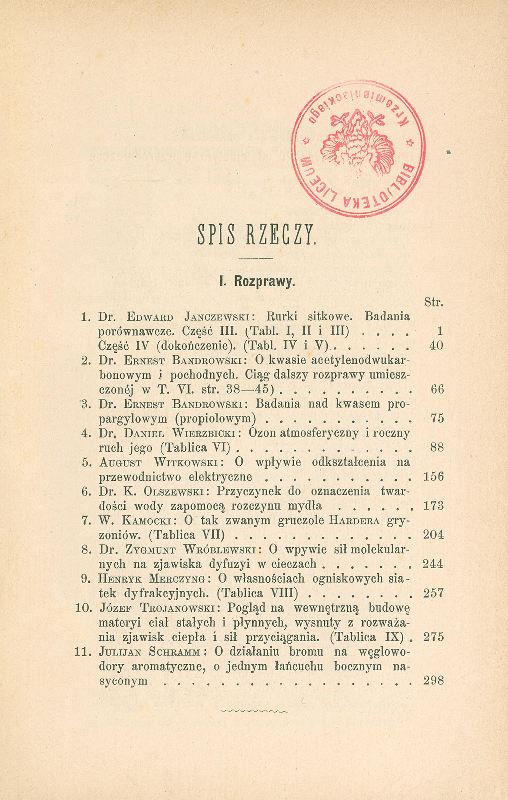 BIBLIOTEKA LICEUM
Krzemienieckiego
SPIS RZECZY.
I. Rozprawy.
Str.
1. Dr. Edward Janczewski: Rurki sitkowe. Badania
porównawcze. Część III. (Tabl. I, II i III) . . . . 1
Część IV (dokończenie). (Tabl. IV i V) . . . . . . 40
2. Dr. Ernest Bandrowski: O kwasie acetylenodwukar-
bonowym i pochodnych. Ciąg dalszy rozprawy umiesz-
czonéj w T. VI. str. 38—45) . . . . . . . . . . 66
3. Dr. Ernest Bandrowski: Badania nad kwasem pro-
pargylowym (propiolowym) . . . . . . . . . . . 75
4. Dr. Daniel Wierzbicki: Ozon atmosferyczny i roczny
ruch jego (Tablica VI) . . . . . . . . . . . . . 88
5. August Witkowski: O wpływie odkształcenia na
przewodnictwo elektryczne . . . . . . . . . . . 156
6. Dr. K. Olszewski: Przyczynek do oznaczenia twar-
dości wody zapomocą rozczynu mydła . . . . . . 173
7. W. Kamocki: O tak zwanym gruczole Hardera gry-
zoniów. (Tablica VII) . . . . . . . . . . . . . 204
8. Dr. Zygmunt Wróblewski: O wpywie sił molekular-
nych na zjawiska dyfuzyi w cieczach . . . . . . . 244
9. Henryk Merczyng: O własnościach ogniskowych sia-
tek dyfrakcyjnych. (Tablica VIII) . . . . . . . . 257
10. Józef Trojanowski: Pogląd na wewnętrzną budowę
materyi ciał stałych i płynnych, wysnuty z rozważa-
nia zjawisk ciepła i sił przyciągania. (Tablica IX) . 275
11. Julijan Schramm: O działaniu bromu na węglowo-
dory aromatyczne, o jednym łańcuchu bocznym na-
syconym . . . . . . . . . . . . . . . . . . 298